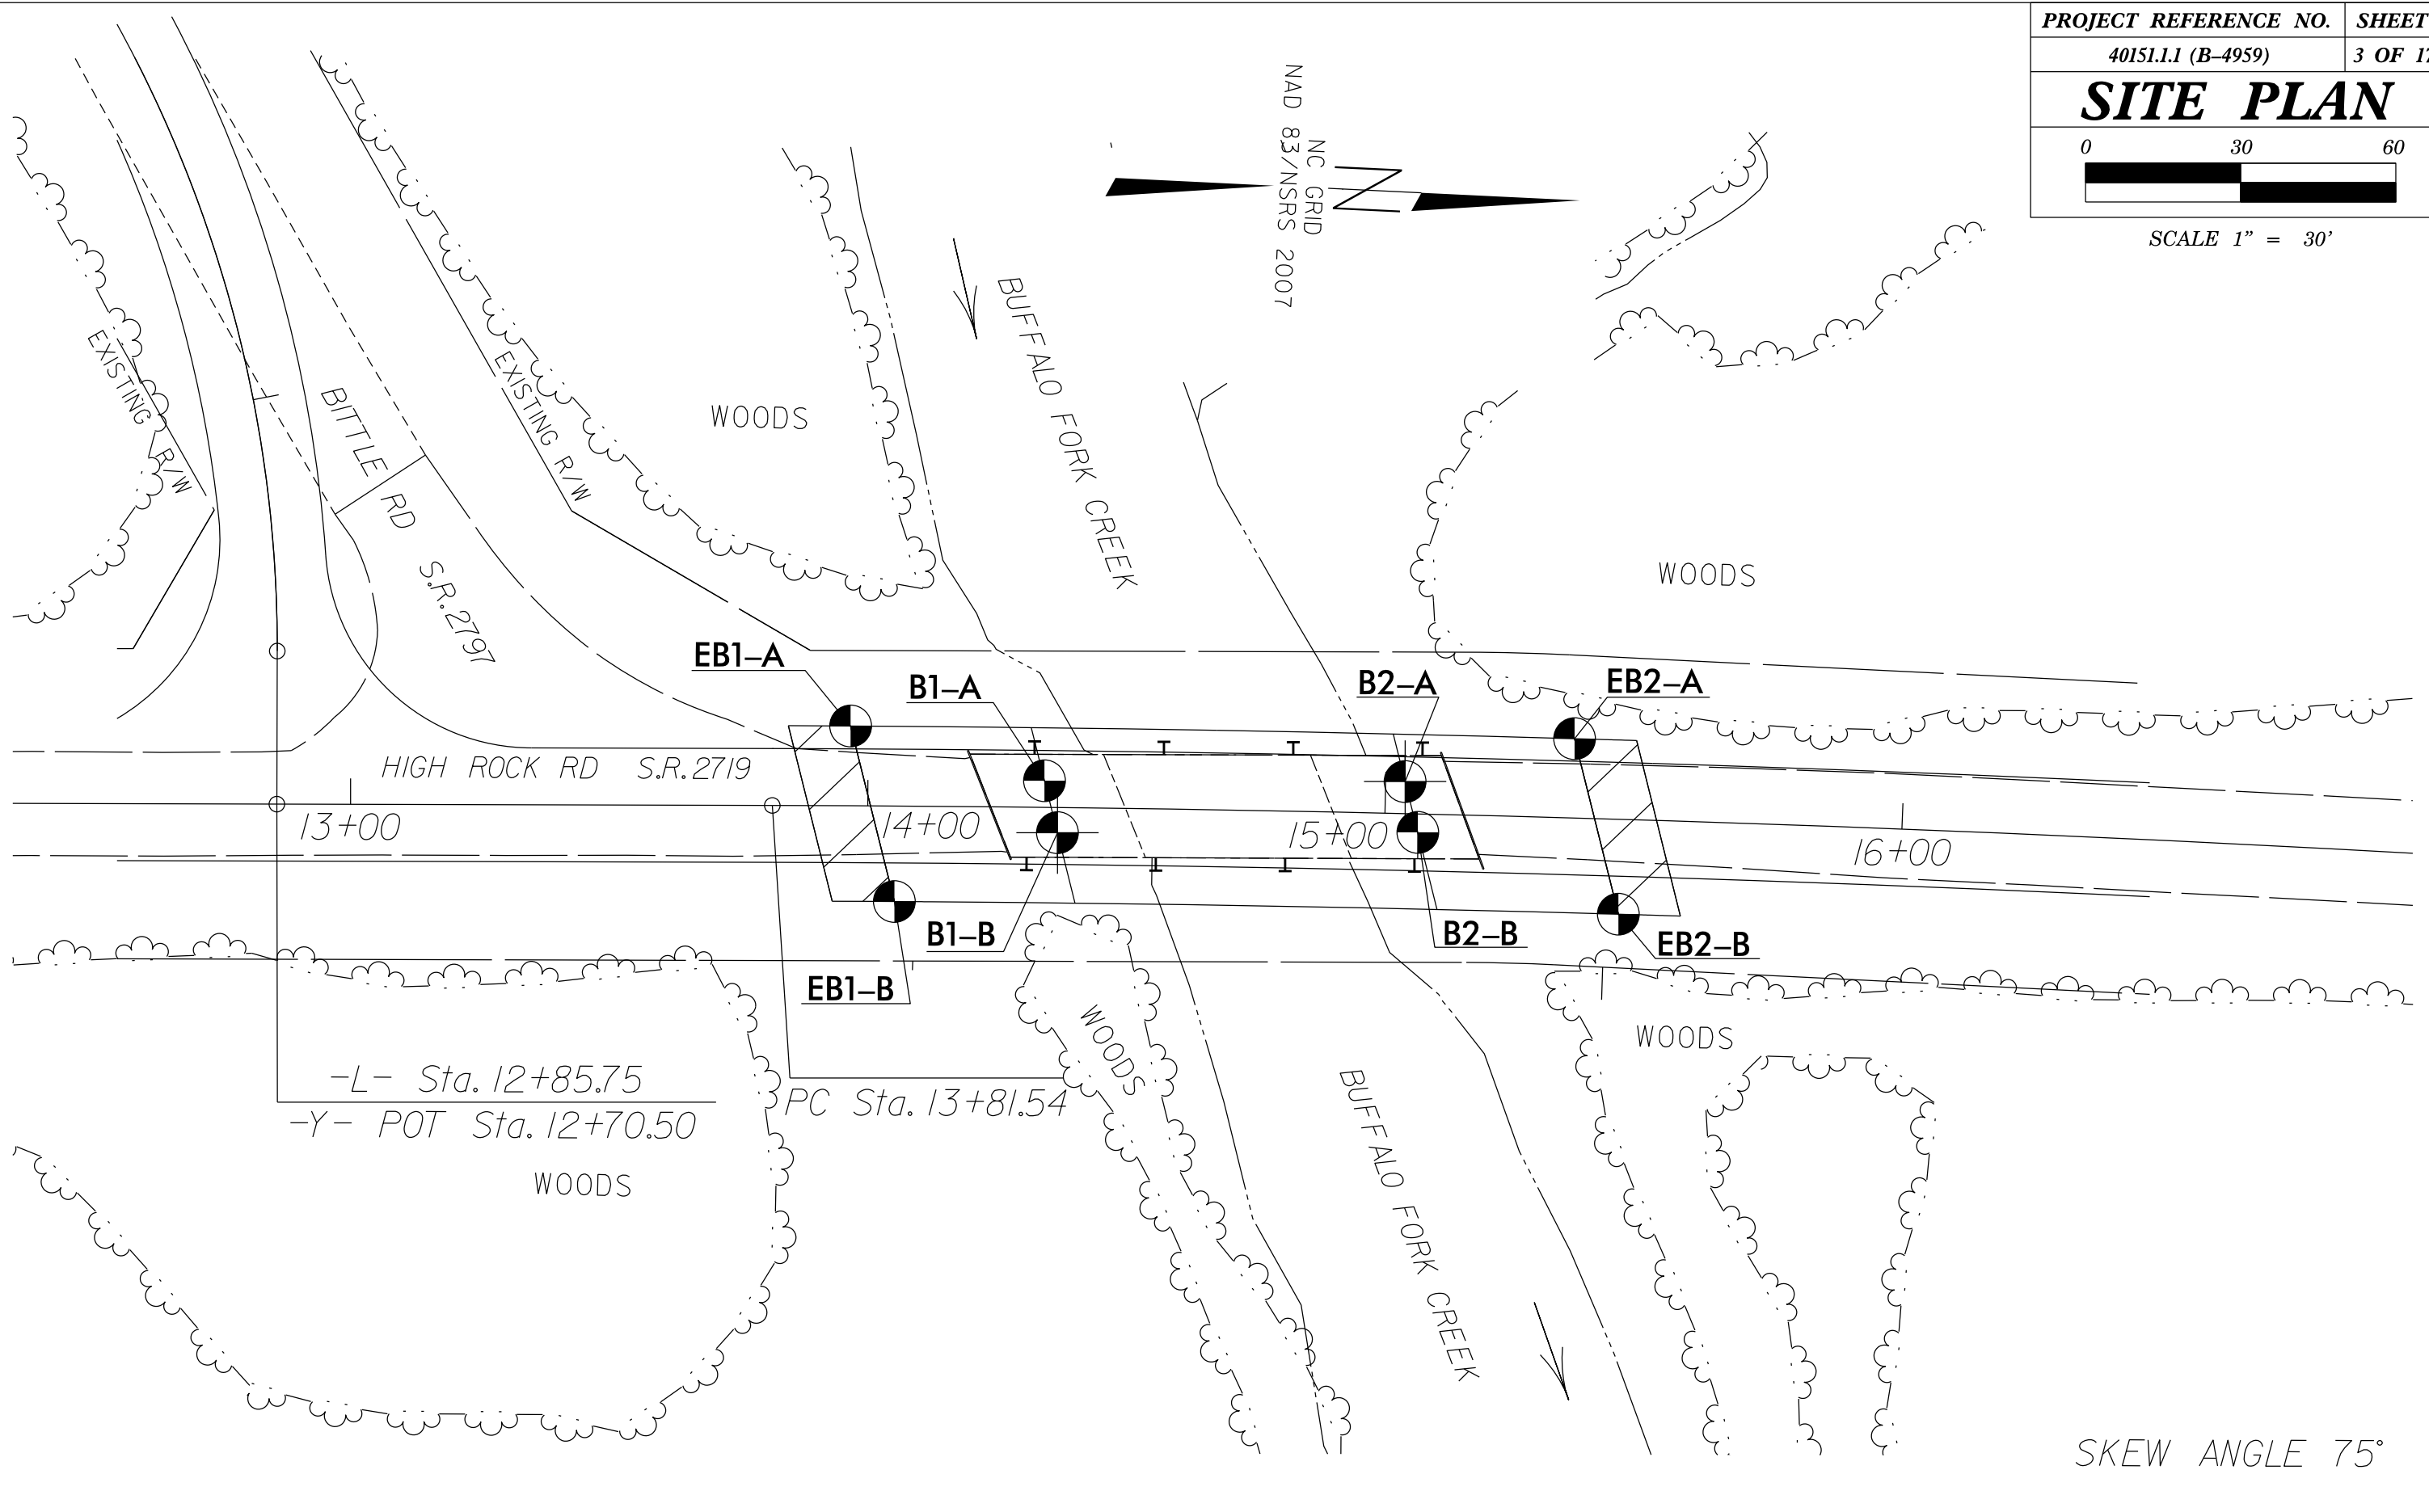 PROJECT REFERENCE NO.
SHEET
40151.1.1 (B–4959)
3 OF
SITE PLAN
0 30 60
SCALE 1" = 30'
NAD 83/NSRS 2007
NC GRID
BUFFALO FORK CREEK
EXISTING R/W
BITTLE RD S.R.2797
EXISTING R/W
WOODS
WOODS
EB1–A
B1–A
B2–A
EB2–A
HIGH ROCK RD S.R.2719
13+00
14+00
15+00
16+00
B1–B
B2–B
EB2–B
EB1–B
WOODS
WOODS
-L- Sta. 12+85.75
-Y- POT Sta. 12+70.50
PC Sta. 13+81.54
WOODS
BUFFALO FORK CREEK
SKEW ANGLE 75°